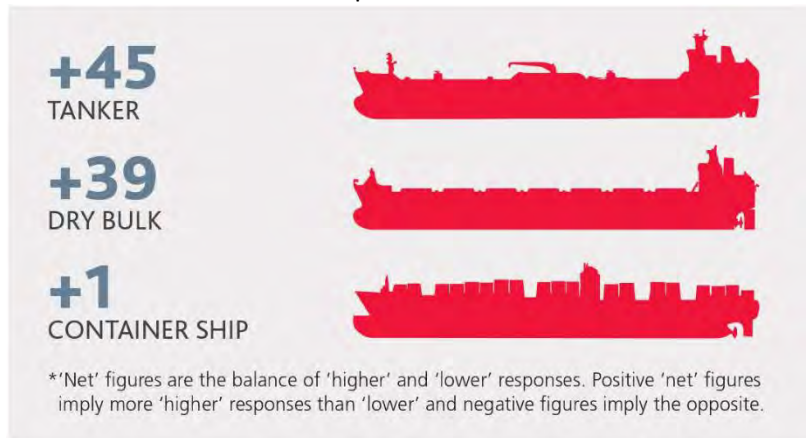 +45
TANKER
+39
DRY BULK
+1
CONTAINER SHIP
*‘Net’ figures are the balance of ‘higher’ and ‘lower’ responses. Positive ‘net’ figures
imply more ‘higher’ responses than ‘lower’ and negative figures imply the opposite.